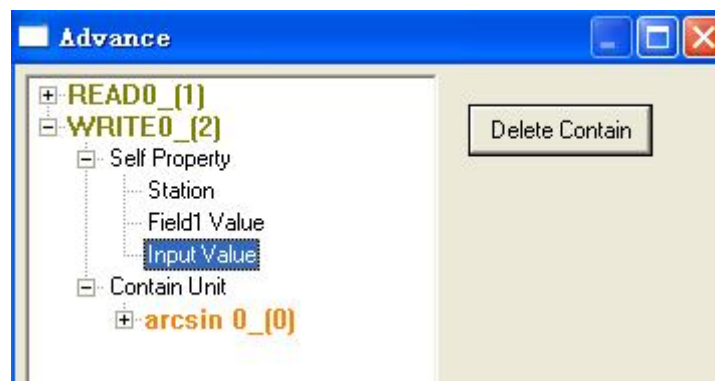 Advance
READ0_(1)
WRITE0_(2)
Delete Contain
Self Property
Station
Field1 Value
Input Value
Contain Unit
arcsin 0_(0)